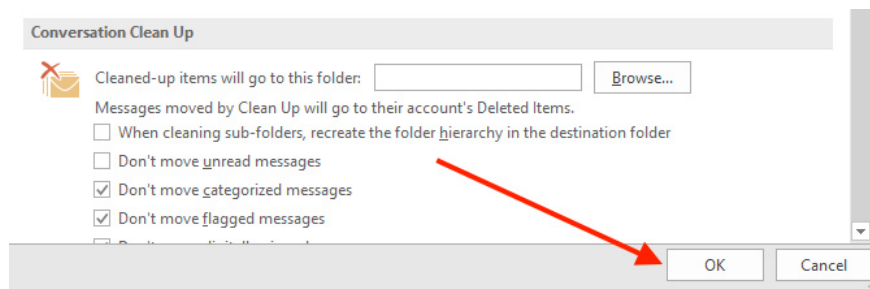 Conversation Clean Up
Cleaned-up items will go to this folder: Browse...
Messages moved by Clean Up will go to their account's Deleted Items.
When cleaning sub-folders, recreate the folder hierarchy in the destination folder
Don't move unread messages
Don't move categorized messages
Don't move flagged messages
OK Cancel